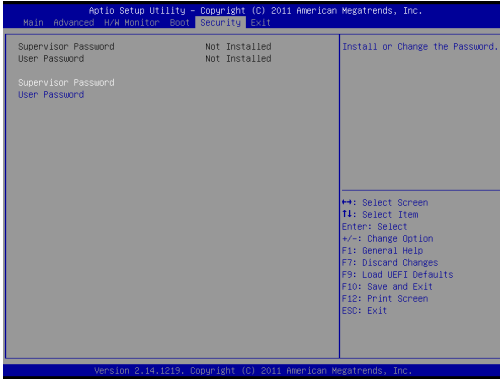 Aptio Setup Utility – Copyright (C) 2011 American Megatrends, Inc.
Main Advanced H/W Monitor Boot Security Exit
Supervisor Password Not Installed
User Password Not Installed
Supervisor Password
User Password
Install or Change the Password.
↔: Select Screen
↑↓: Select Item
Enter: Select
+/-: Change Option
F1: General Help
F7: Discard Changes
F9: Load UEFI Defaults
F10: Save and Exit
F12: Print Screen
ESC: Exit
Version 2.14.1219. Copyright (C) 2011 American Megatrends, Inc.